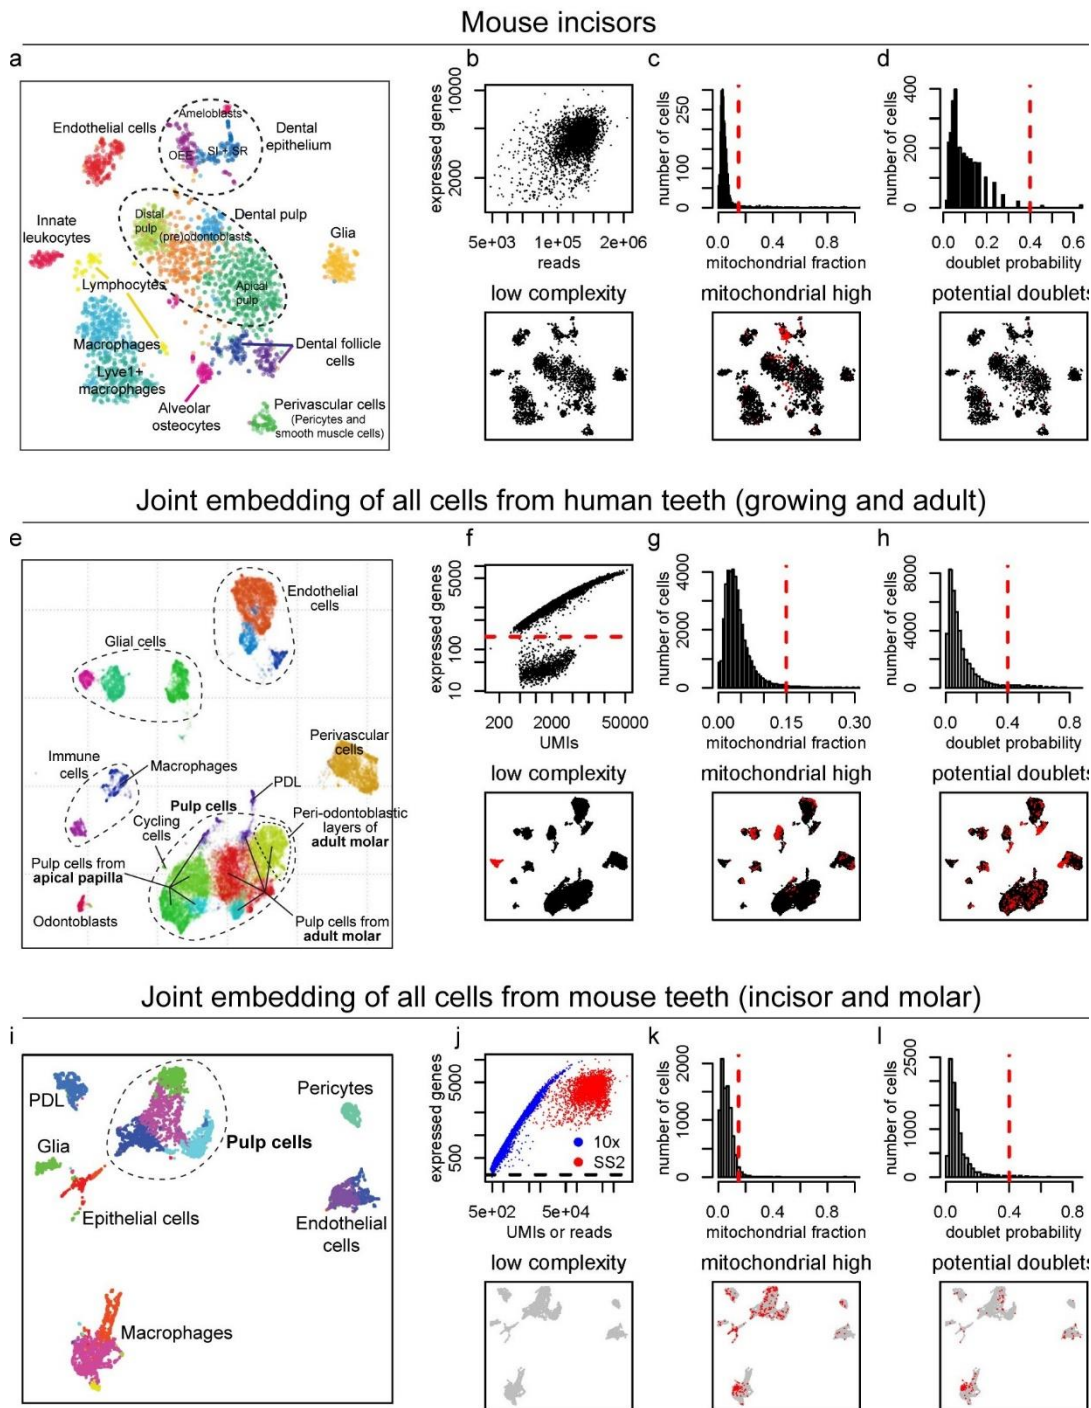 Mouse incisors
a
Endothelial cells
Ameloblasts
OEE
SI + SR
Dental
epithelium
Innate
leukocytes
Distal
pulp
(pre)odontoblasts
Dental pulp
Glia
Lymphocytes
Apical
pulp
Macrophages
Lyve1+
macrophages
Dental follicle
cells
Alveolar
osteocytes
Perivascular cells
(Pericytes and
smooth muscle cells)
b
expressed genes
10000
2000
5e+03 1e+05 2e+06
reads
low complexity
c
number of cells
250
100
0
0.0 0.4 0.8
mitochondrial fraction
mitochondrial high
d
number of cells
400
200
0
0.0 0.2 0.4 0.6
doublet probability
potential doublets
Joint embedding of all cells from human teeth (growing and adult)
e
Endothelial
cells
Glial cells
Perivascular
cells
Immune
cells
Macrophages
PDL
Pulp cells
Cycling
cells
Peri-odontoblastic
layers of
adult molar
Pulp cells from
apical papilla
Odontoblasts
Pulp cells from
adult molar
f
expressed genes
5000
100
10
200 2000 50000
UMIs
low complexity
g
number of cells
4000
2000
0
0.00 0.15 0.30
mitochondrial fraction
mitochondrial high
h
number of cells
8000
4000
0
0.0 0.4 0.8
doublet probability
potential doublets
Joint embedding of all cells from mouse teeth (incisor and molar)
i
PDL
Pericytes
Glia
Pulp cells
Epithelial cells
Endothelial
cells
Macrophages
j
expressed genes
5000
500
10x
SS2
5e+02 5e+04
UMIs or reads
low complexity
k
number of cells
2000
1000
0
0.0 0.4 0.8
mitochondrial fraction
mitochondrial high
l
number of cells
2500
1000
0
0.0 0.4 0.8
doublet probability
potential doublets